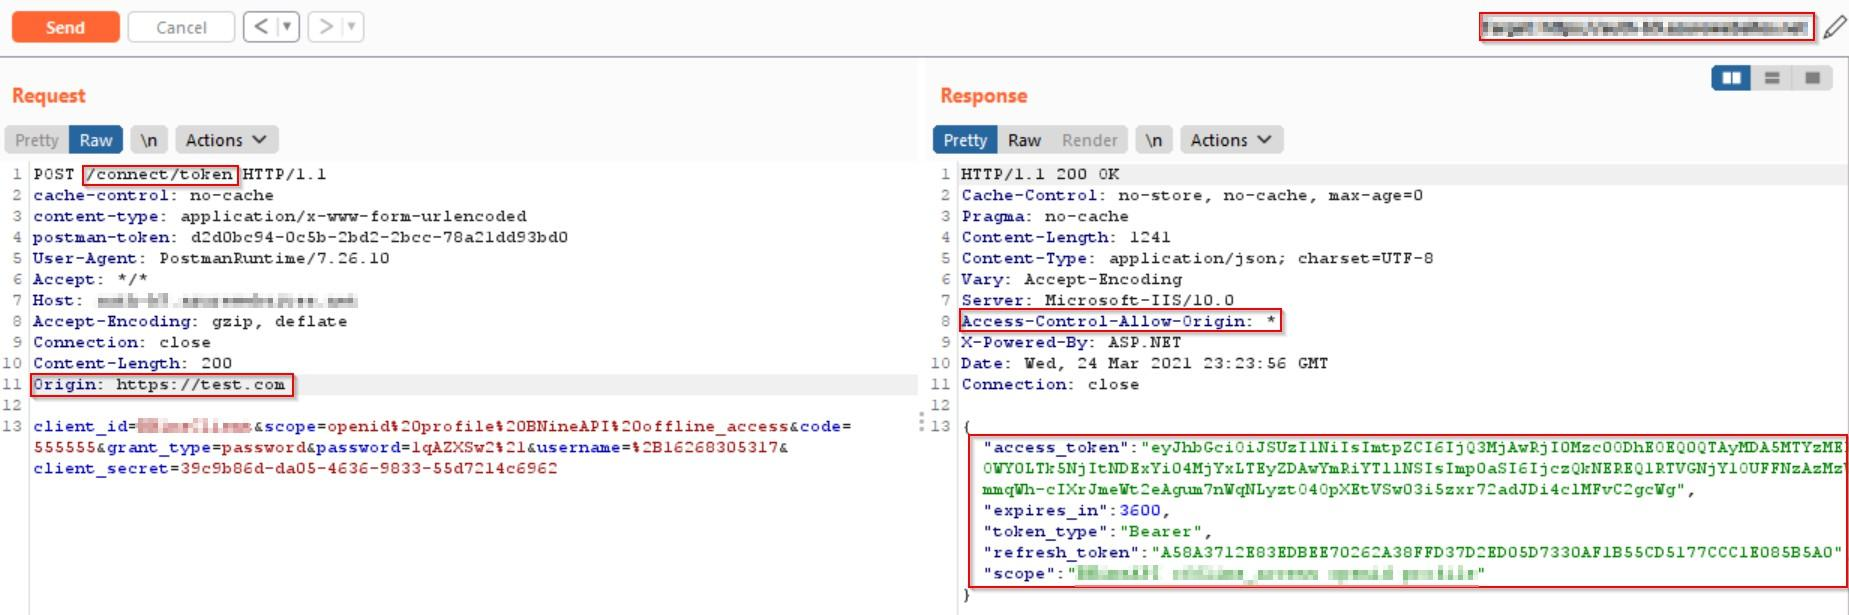 Send Cancel < ▼ > ▼
Request
Pretty Raw \n Actions
1 POST /connect/token HTTP/1.1
2 cache-control: no-cache
3 content-type: application/x-www-form-urlencoded
4 postman-token: d2d0bc94-0c5b-2bd2-2bcc-78a21dd93bd0
5 User-Agent: PostmanRuntime/7.26.10
6 Accept: */*
7 Host:
8 Accept-Encoding: gzip, deflate
9 Connection: close
10 Content-Length: 200
11 Origin: https://test.com
12
13 client_id=&scope=openid%20profile%20BNineAPI%20offline_access&code=
555555&grant_type=password&password=1qAZXSw2%21&username=%2B16268305317&
client_secret=39c9b86d-da05-4636-9833-55d7214c6962
Response
Pretty Raw Render \n Actions
1 HTTP/1.1 200 OK
2 Cache-Control: no-store, no-cache, max-age=0
3 Pragma: no-cache
4 Content-Length: 1241
5 Content-Type: application/json; charset=UTF-8
6 Vary: Accept-Encoding
7 Server: Microsoft-IIS/10.0
8 Access-Control-Allow-Origin: *
9 X-Powered-By: ASP.NET
10 Date: Wed, 24 Mar 2021 23:23:56 GMT
11 Connection: close
12
13 {
"access_token":"eyJhbGciOiJSUzI1NiIsImtpZCI6IjQ3MjAwRjI0Mzc0ODhE0EQ0QTAyMDA5MTYzME
0WY0LTk5NjItNDExYi04MjYxLTEyZDAwYmRiYTllNSIsImp0aSI6IjczQkNEREQ1RTVGNjY10UFFNzAzMz
mmqWh-cIXrJmeWt2eAgum7nWqNLyzt040pXEtVSw03i5zxr72adJDi4clMFvC2gcWg",
"expires_in":3600,
"token_type":"Bearer",
"refresh_token":"A58A3712E83EDBEE70262A38FFD37D2ED05D7330AF1B55CD5177CCC1E085B5A0"
"scope":""
}